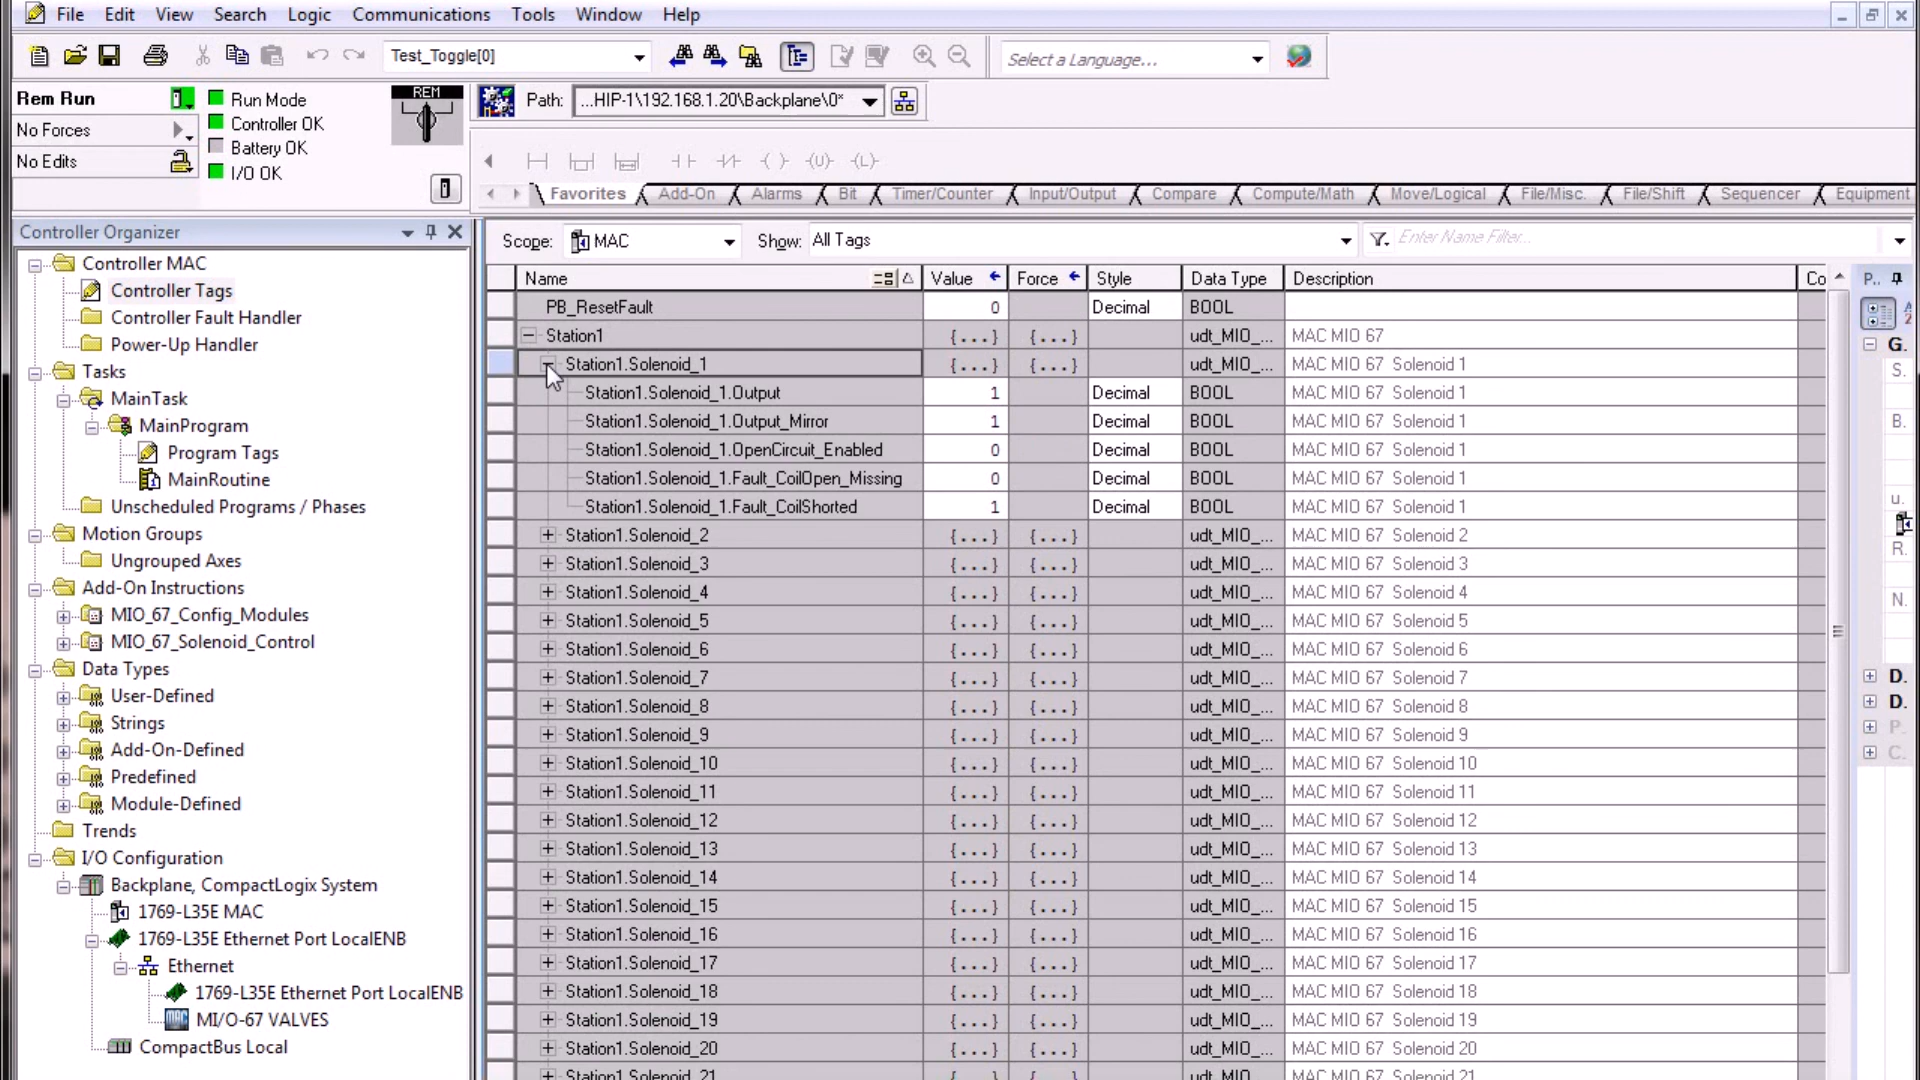 File Edit View Search Logic Communications Tools Window Help
Test_Toggle[0]
Select a Language...
Rem Run
Run Mode
REM
Path: ...HIP-1\192.168.1.20\Backplane\0*
No Forces
Controller OK
Battery OK
No Edits
I/O OK
Favorites Add-On Alarms Bit Timer/Counter Input/Output Compare Compute/Math Move/Logical File/Misc. File/Shift Sequencer Equipment
Controller Organizer
Controller MAC
Controller Tags
Controller Fault Handler
Power-Up Handler
Tasks
MainTask
MainProgram
Program Tags
MainRoutine
Unscheduled Programs / Phases
Motion Groups
Ungrouped Axes
Add-On Instructions
MIO_67_Config_Modules
MIO_67_Solenoid_Control
Data Types
User-Defined
Strings
Add-On-Defined
Predefined
Module-Defined
Trends
I/O Configuration
Backplane, CompactLogix System
1769-L35E MAC
1769-L35E Ethernet Port LocalENB
Ethernet
1769-L35E Ethernet Port LocalENB
MI/O-67 VALVES
CompactBus Local
Scope: MAC Show: All Tags Enter Name Filter...
Name Value Force Style Data Type Description Co
PB_ResetFault 0 Decimal BOOL
Station1 {...} {...} udt_MIO_... MAC MIO 67
Station1.Solenoid_1 {...} {...} udt_MIO_... MAC MIO 67 Solenoid 1
Station1.Solenoid_1.Output 1 Decimal BOOL MAC MIO 67 Solenoid 1
Station1.Solenoid_1.Output_Mirror 1 Decimal BOOL MAC MIO 67 Solenoid 1
Station1.Solenoid_1.OpenCircuit_Enabled 0 Decimal BOOL MAC MIO 67 Solenoid 1
Station1.Solenoid_1.Fault_CoilOpen_Missing 0 Decimal BOOL MAC MIO 67 Solenoid 1
Station1.Solenoid_1.Fault_CoilShorted 1 Decimal BOOL MAC MIO 67 Solenoid 1
Station1.Solenoid_2 {...} {...} udt_MIO_... MAC MIO 67 Solenoid 2
Station1.Solenoid_3 {...} {...} udt_MIO_... MAC MIO 67 Solenoid 3
Station1.Solenoid_4 {...} {...} udt_MIO_... MAC MIO 67 Solenoid 4
Station1.Solenoid_5 {...} {...} udt_MIO_... MAC MIO 67 Solenoid 5
Station1.Solenoid_6 {...} {...} udt_MIO_... MAC MIO 67 Solenoid 6
Station1.Solenoid_7 {...} {...} udt_MIO_... MAC MIO 67 Solenoid 7
Station1.Solenoid_8 {...} {...} udt_MIO_... MAC MIO 67 Solenoid 8
Station1.Solenoid_9 {...} {...} udt_MIO_... MAC MIO 67 Solenoid 9
Station1.Solenoid_10 {...} {...} udt_MIO_... MAC MIO 67 Solenoid 10
Station1.Solenoid_11 {...} {...} udt_MIO_... MAC MIO 67 Solenoid 11
Station1.Solenoid_12 {...} {...} udt_MIO_... MAC MIO 67 Solenoid 12
Station1.Solenoid_13 {...} {...} udt_MIO_... MAC MIO 67 Solenoid 13
Station1.Solenoid_14 {...} {...} udt_MIO_... MAC MIO 67 Solenoid 14
Station1.Solenoid_15 {...} {...} udt_MIO_... MAC MIO 67 Solenoid 15
Station1.Solenoid_16 {...} {...} udt_MIO_... MAC MIO 67 Solenoid 16
Station1.Solenoid_17 {...} {...} udt_MIO_... MAC MIO 67 Solenoid 17
Station1.Solenoid_18 {...} {...} udt_MIO_... MAC MIO 67 Solenoid 18
Station1.Solenoid_19 {...} {...} udt_MIO_... MAC MIO 67 Solenoid 19
Station1.Solenoid_20 {...} {...} udt_MIO_... MAC MIO 67 Solenoid 20
Station1.Solenoid_21 {...} {...} udt_MIO MAC MIO 67 Solenoid 21
P..
G.
S.
B.
u.
R.
N.
D.
D.
P.
C.